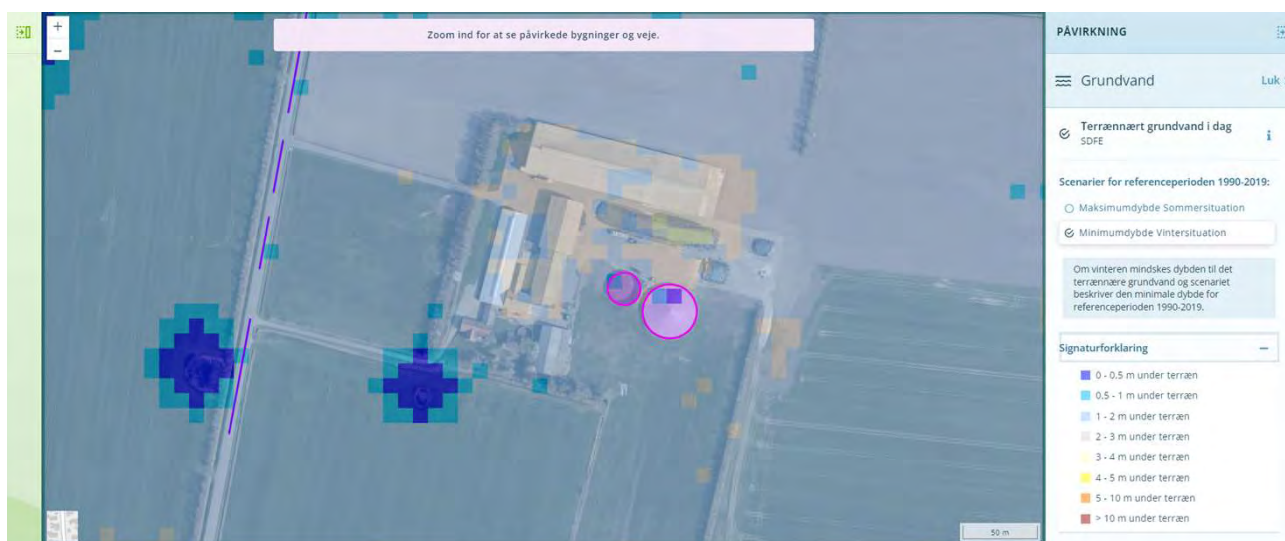 +
−
Zoom ind for at se påvirkede bygninger og veje.
50 m
PÅVIRKNING
Grundvand
Luk
Terrænnært grundvand i dag
SDFE
i
Scenarier for referenceperioden 1990-2019:
Maksimumdybde Sommersituation
Minimumdybde Vintersituation
Om vinteren mindskes dybden til det
terrænnære grundvand og scenariet
beskriver den minimale dybde for
referenceperioden 1990-2019.
Signaturforklaring
−
0 - 0.5 m under terræn
0.5 - 1 m under terræn
1 - 2 m under terræn
2 - 3 m under terræn
3 - 4 m under terræn
4 - 5 m under terræn
5 - 10 m under terræn
> 10 m under terræn